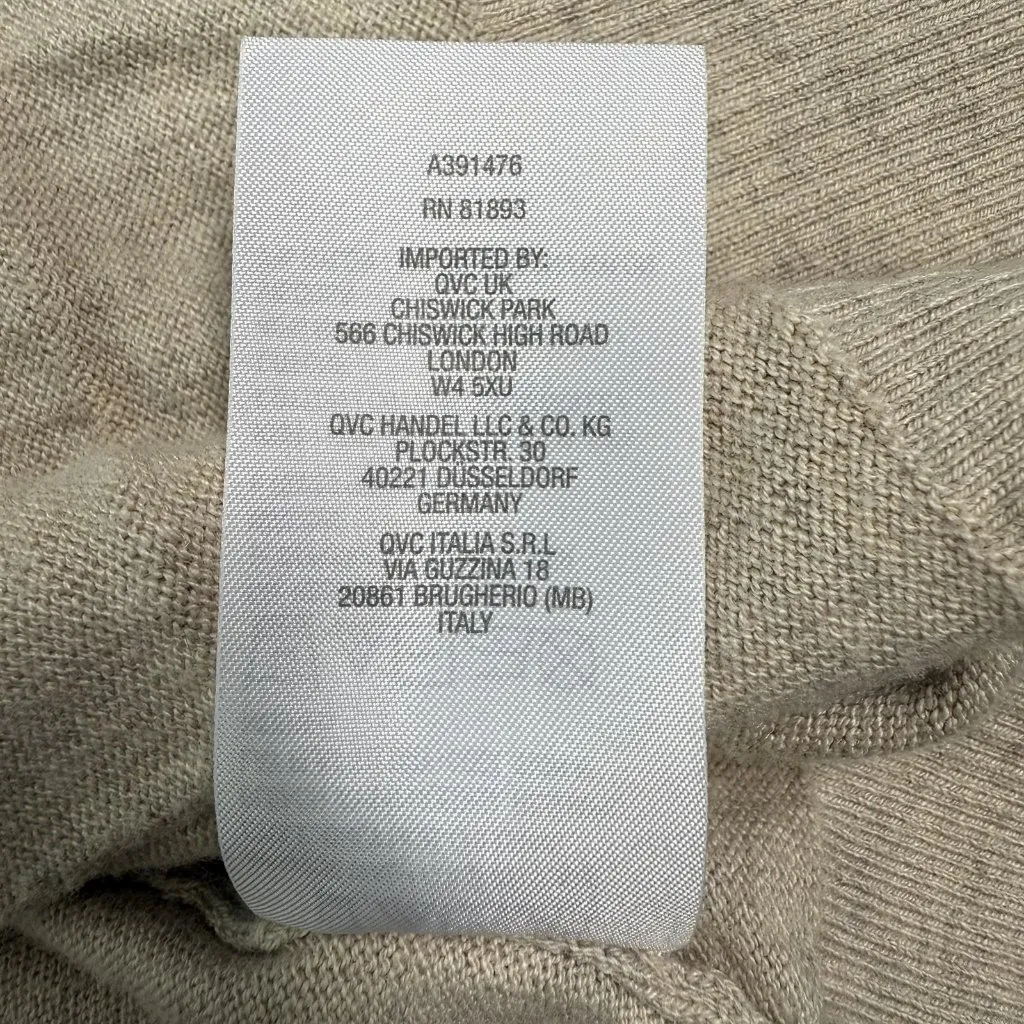 A391476
RN 81893
IMPORTED BY:
QVC UK
CHISWICK PARK
566 CHISWICK HIGH ROAD
LONDON
W4 5XU
QVC HANDEL LLC & CO. KG
PLOCKSTR. 30
40221 DUSSELDORF
GERMANY
QVC ITALIA S.R.L
VIA GUZZINA 18
20861 BRUGHERIO (MB)
ITALY